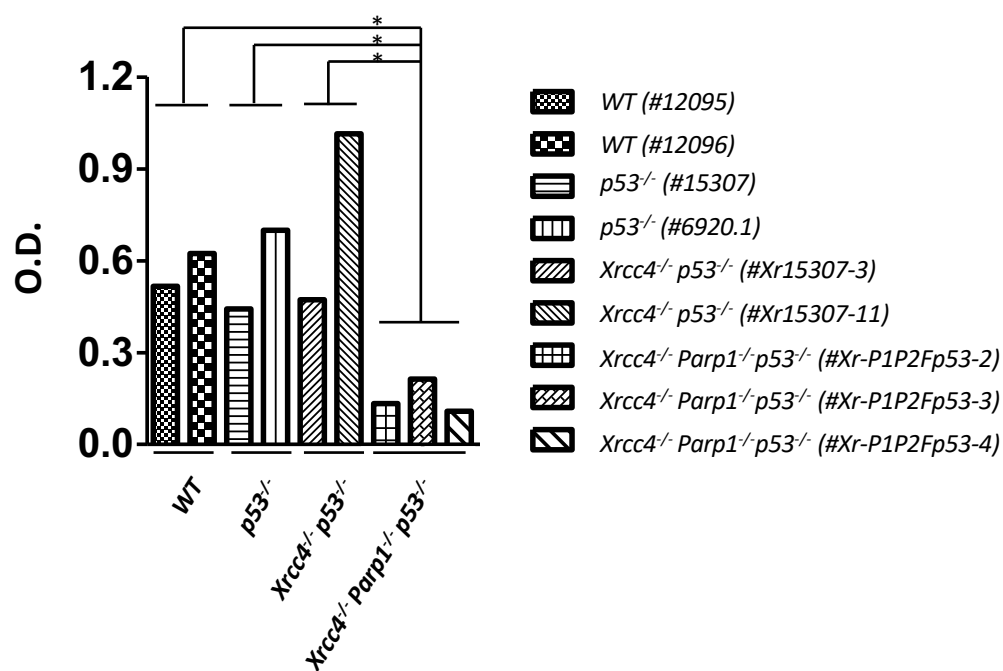 *
*
*
1.2
0.9
0.6
0.3
0.0
O.D.
WT
p53-/-
Xrcc4-/- p53-/-
Xrcc4-/- Parp1-/- p53-/-
WT (#12095)
WT (#12096)
p53-/- (#15307)
p53-/- (#6920.1)
Xrcc4-/- p53-/- (#Xr15307-3)
Xrcc4-/- p53-/- (#Xr15307-11)
Xrcc4-/- Parp1-/-p53-/- (#Xr-P1P2Fp53-2)
Xrcc4-/- Parp1-/-p53-/- (#Xr-P1P2Fp53-3)
Xrcc4-/- Parp1-/-p53-/- (#Xr-P1P2Fp53-4)